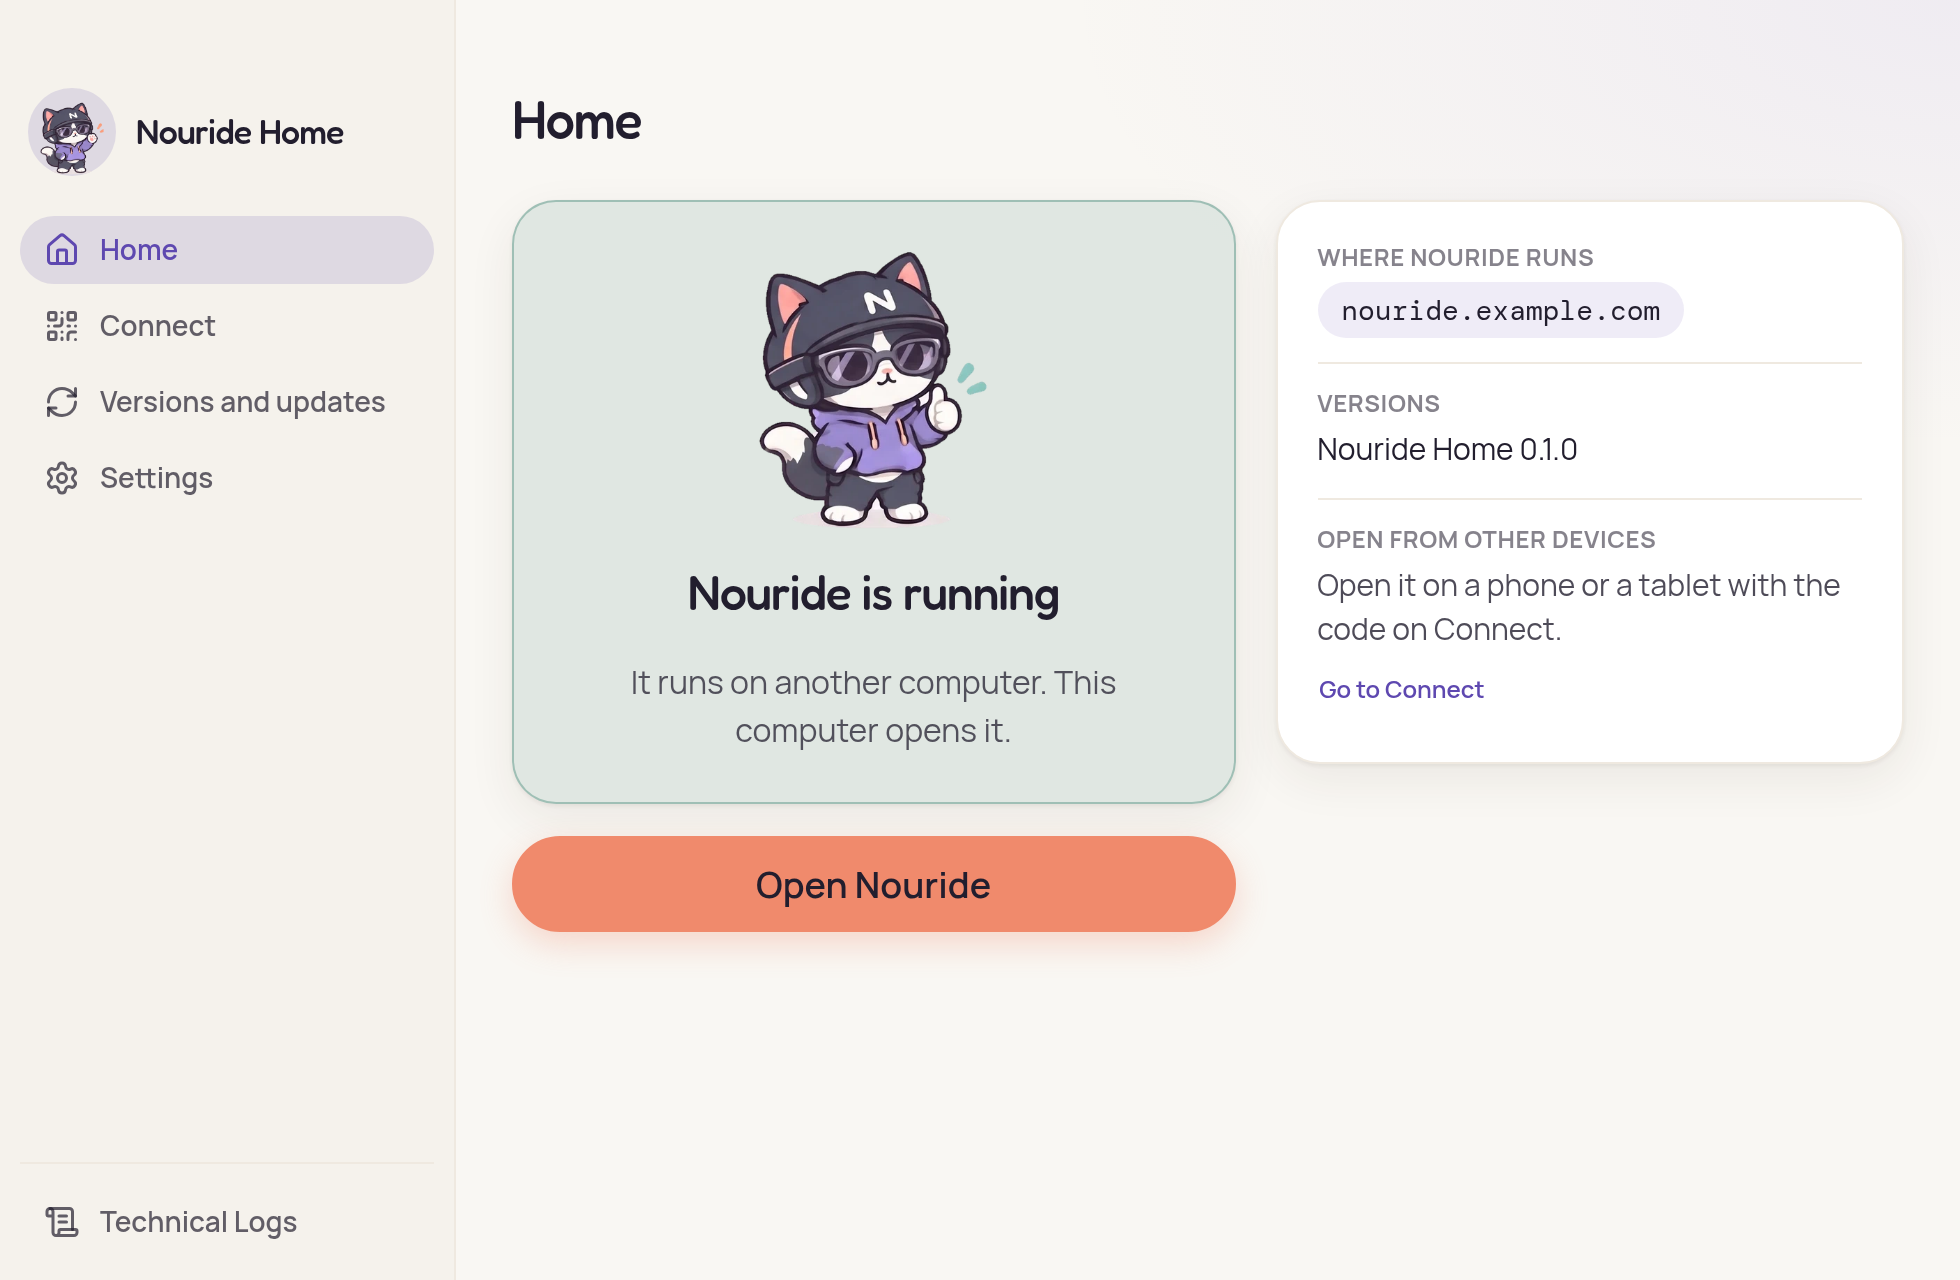 Nouride Home
Home
Connect
Versions and updates
Settings
Technical Logs
Home
N
Nouride is running
It runs on another computer. This
computer opens it.
Open Nouride
WHERE NOURIDE RUNS
nouride.example.com
VERSIONS
Nouride Home 0.1.0
OPEN FROM OTHER DEVICES
Open it on a phone or a tablet with the
code on Connect.
Go to Connect